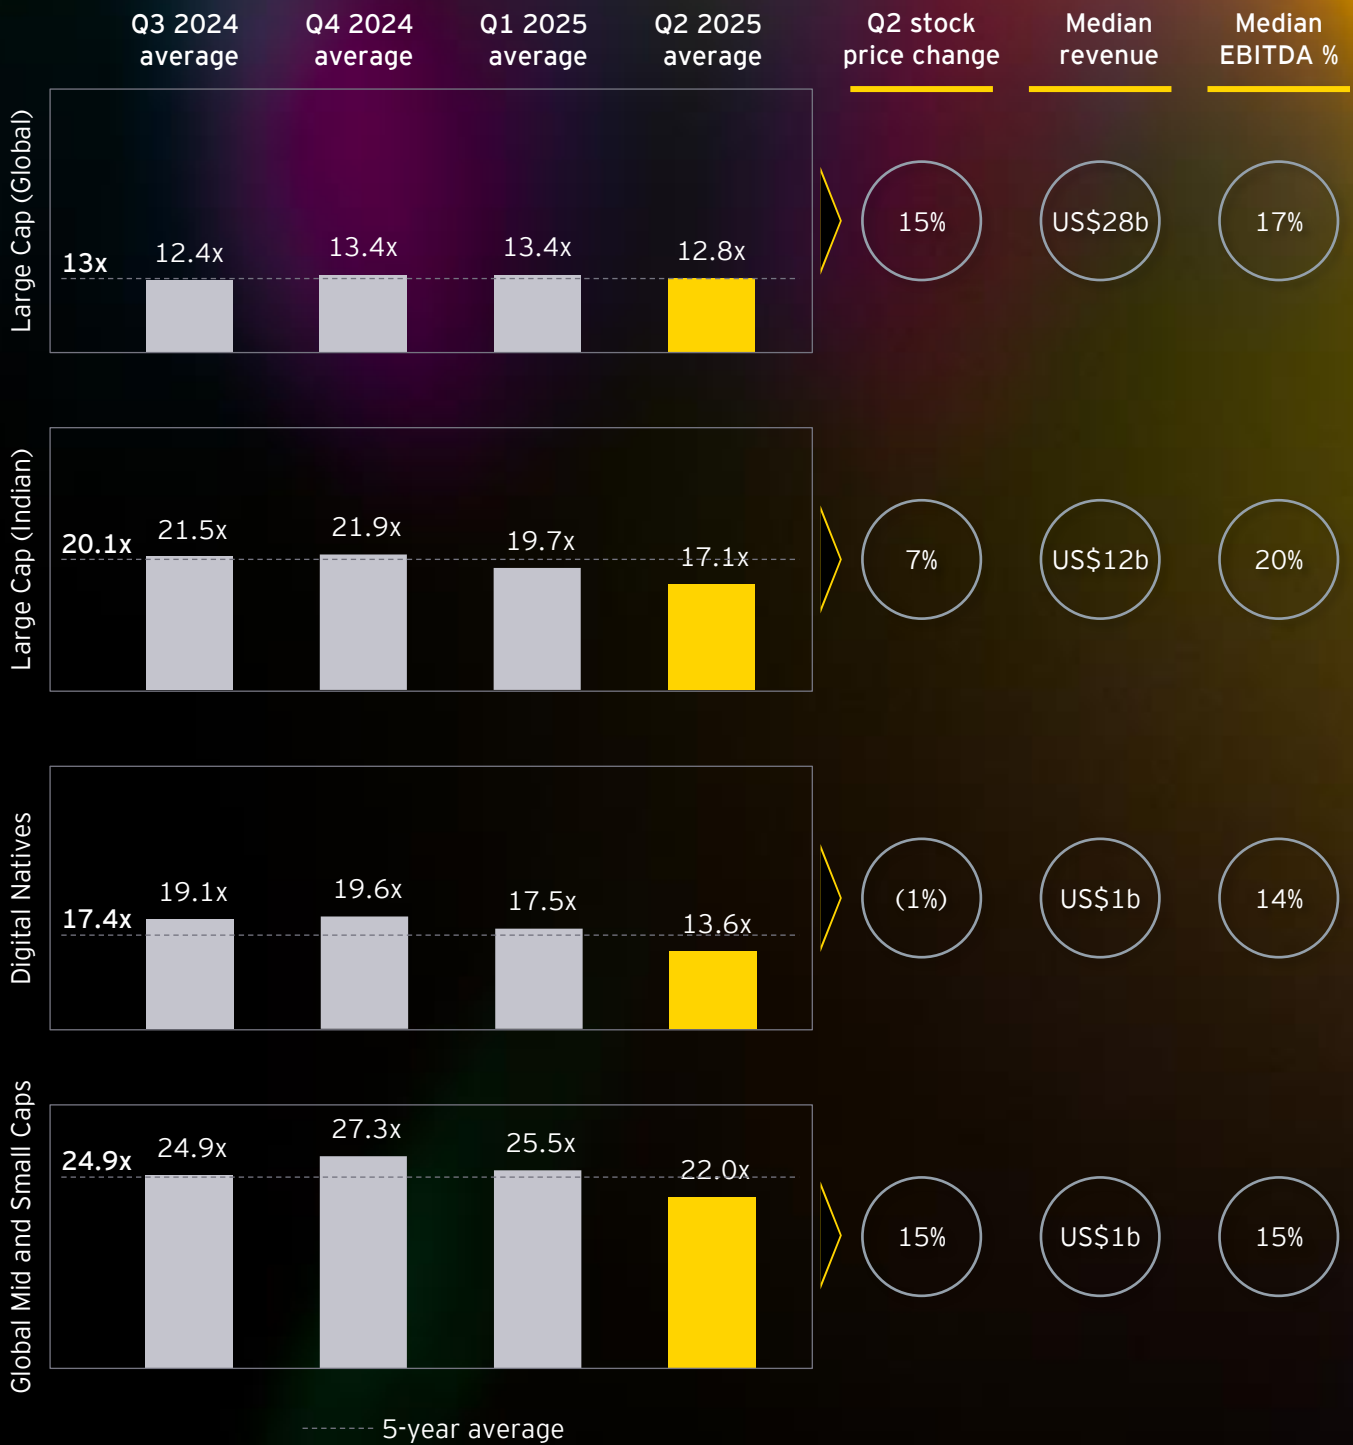 Q3 2024 average
Q4 2024 average
Q1 2025 average
Q2 2025 average
Q2 stock price change
Median revenue
Median EBITDA %
Large Cap (Global)
13x
12.4x
13.4x
13.4x
12.8x
15%
US$28b
17%
Large Cap (Indian)
20.1x
21.5x
21.9x
19.7x
17.1x
7%
US$12b
20%
Digital Natives
17.4x
19.1x
19.6x
17.5x
13.6x
(1%)
US$1b
14%
Global Mid and Small Caps
24.9x
24.9x
27.3x
25.5x
22.0x
15%
US$1b
15%
5-year average